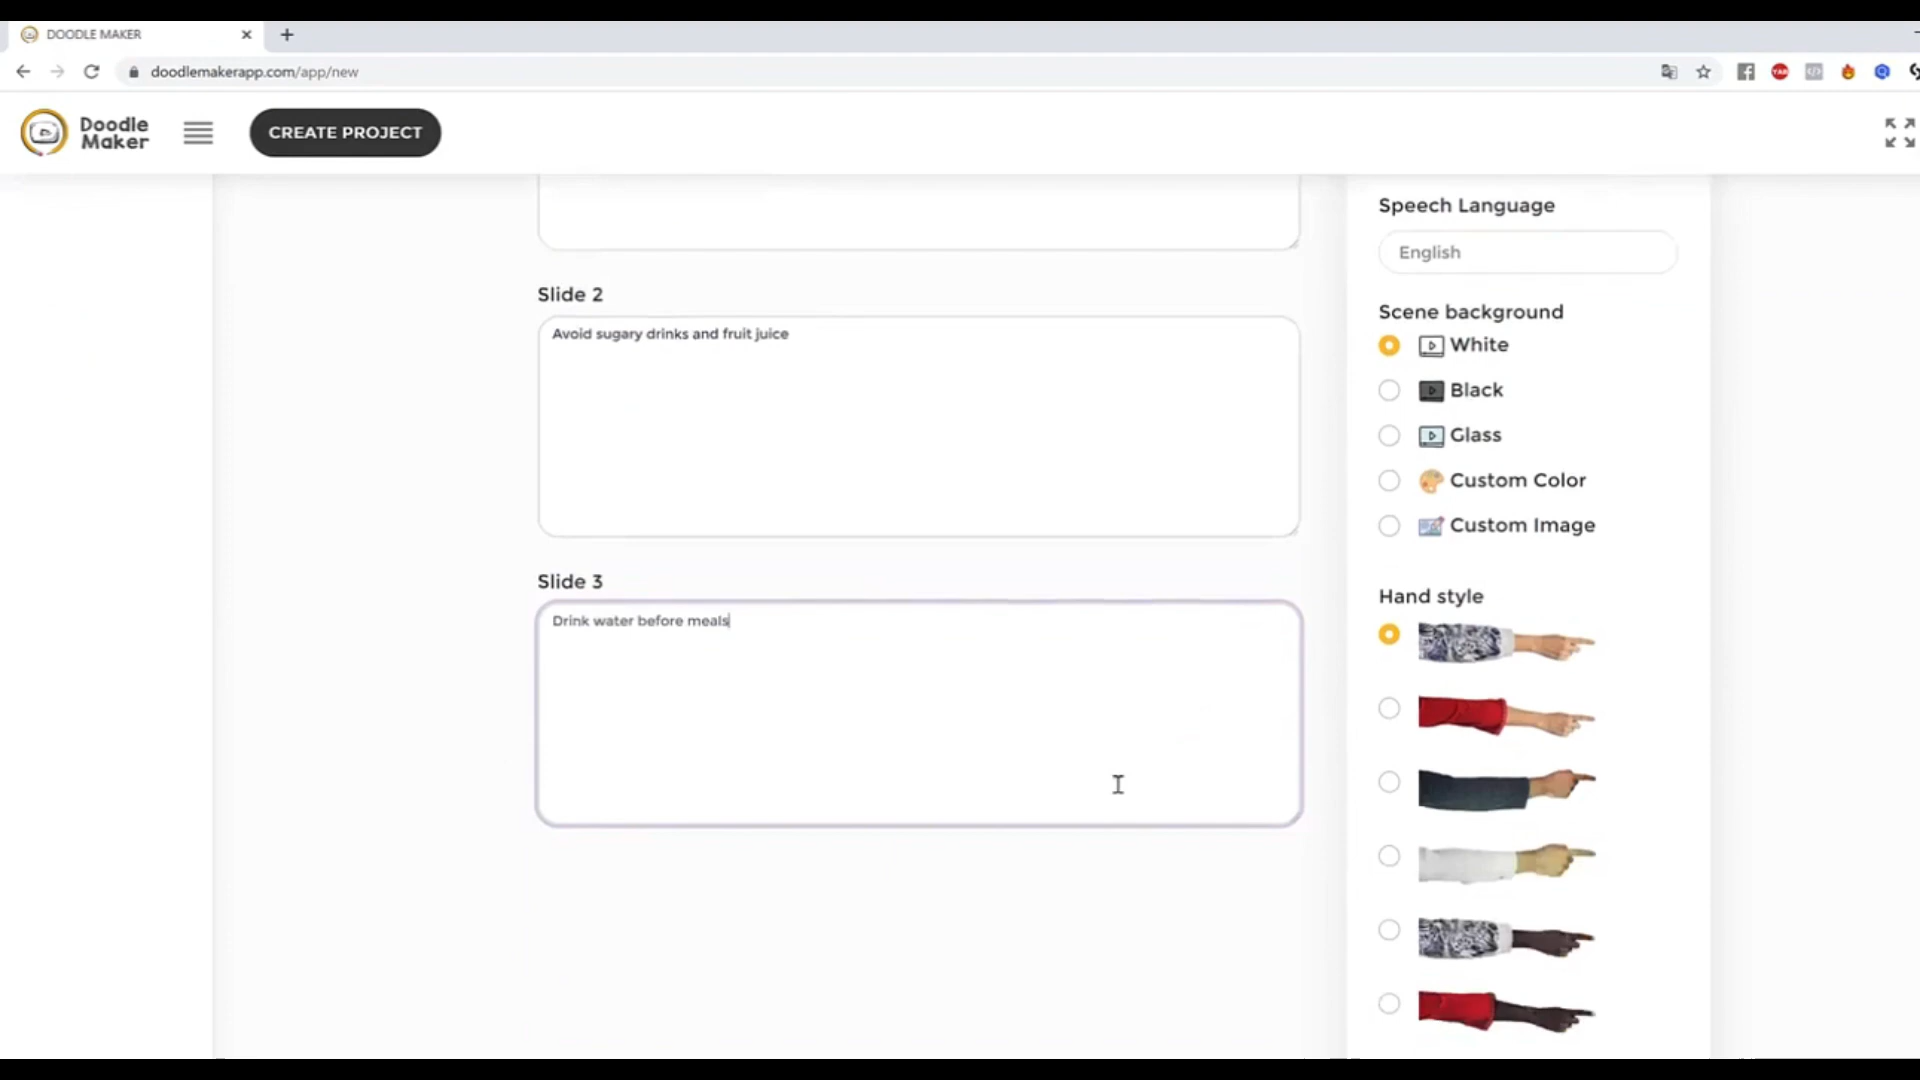 DOODLE MAKER
doodlemakerapp.com/app/new
YAB
Doodle
Maker
CREATE PROJECT
Slide 2
Avoid sugary drinks and fruit juice
Slide 3
Drink water before meals
Speech Language
English
Scene background
White
Black
Glass
Custom Color
Custom Image
Hand style